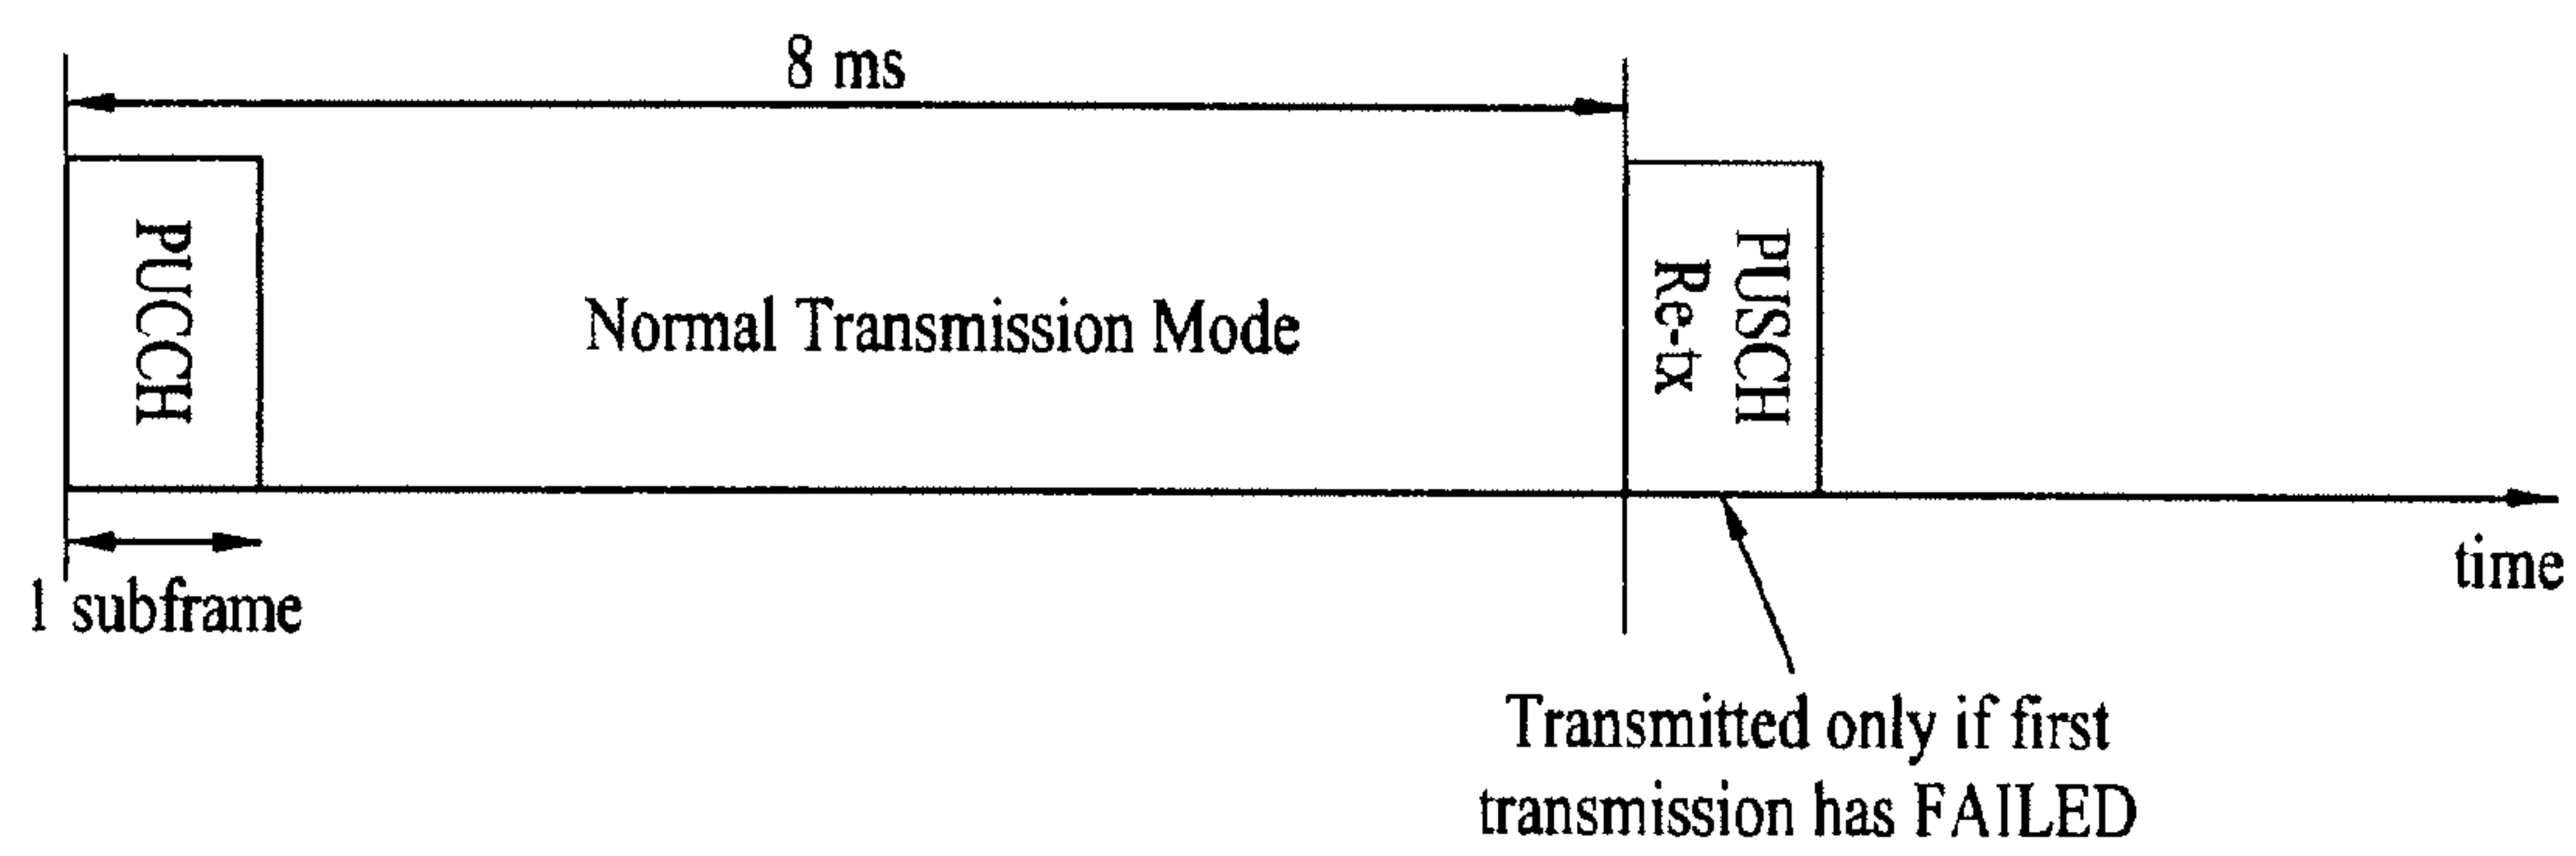 8 ms
PUCCH
Normal Transmission Mode
PUSCH
Re-tx
1 subframe
time
Transmitted only if first
transmission has FAILED